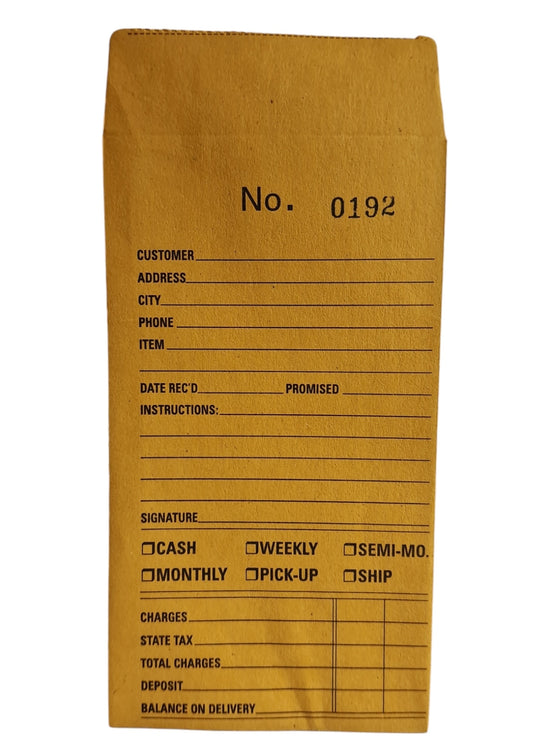 No. 0192
CUSTOMER
ADDRESS
CITY
PHONE
ITEM
DATE REC'D PROMISED
INSTRUCTIONS:
SIGNATURE
CASH WEEKLY SEMI-MO.
MONTHLY PICK-UP SHIP
CHARGES
STATE TAX
TOTAL CHARGES
DEPOSIT
BALANCE ON DELIVERY